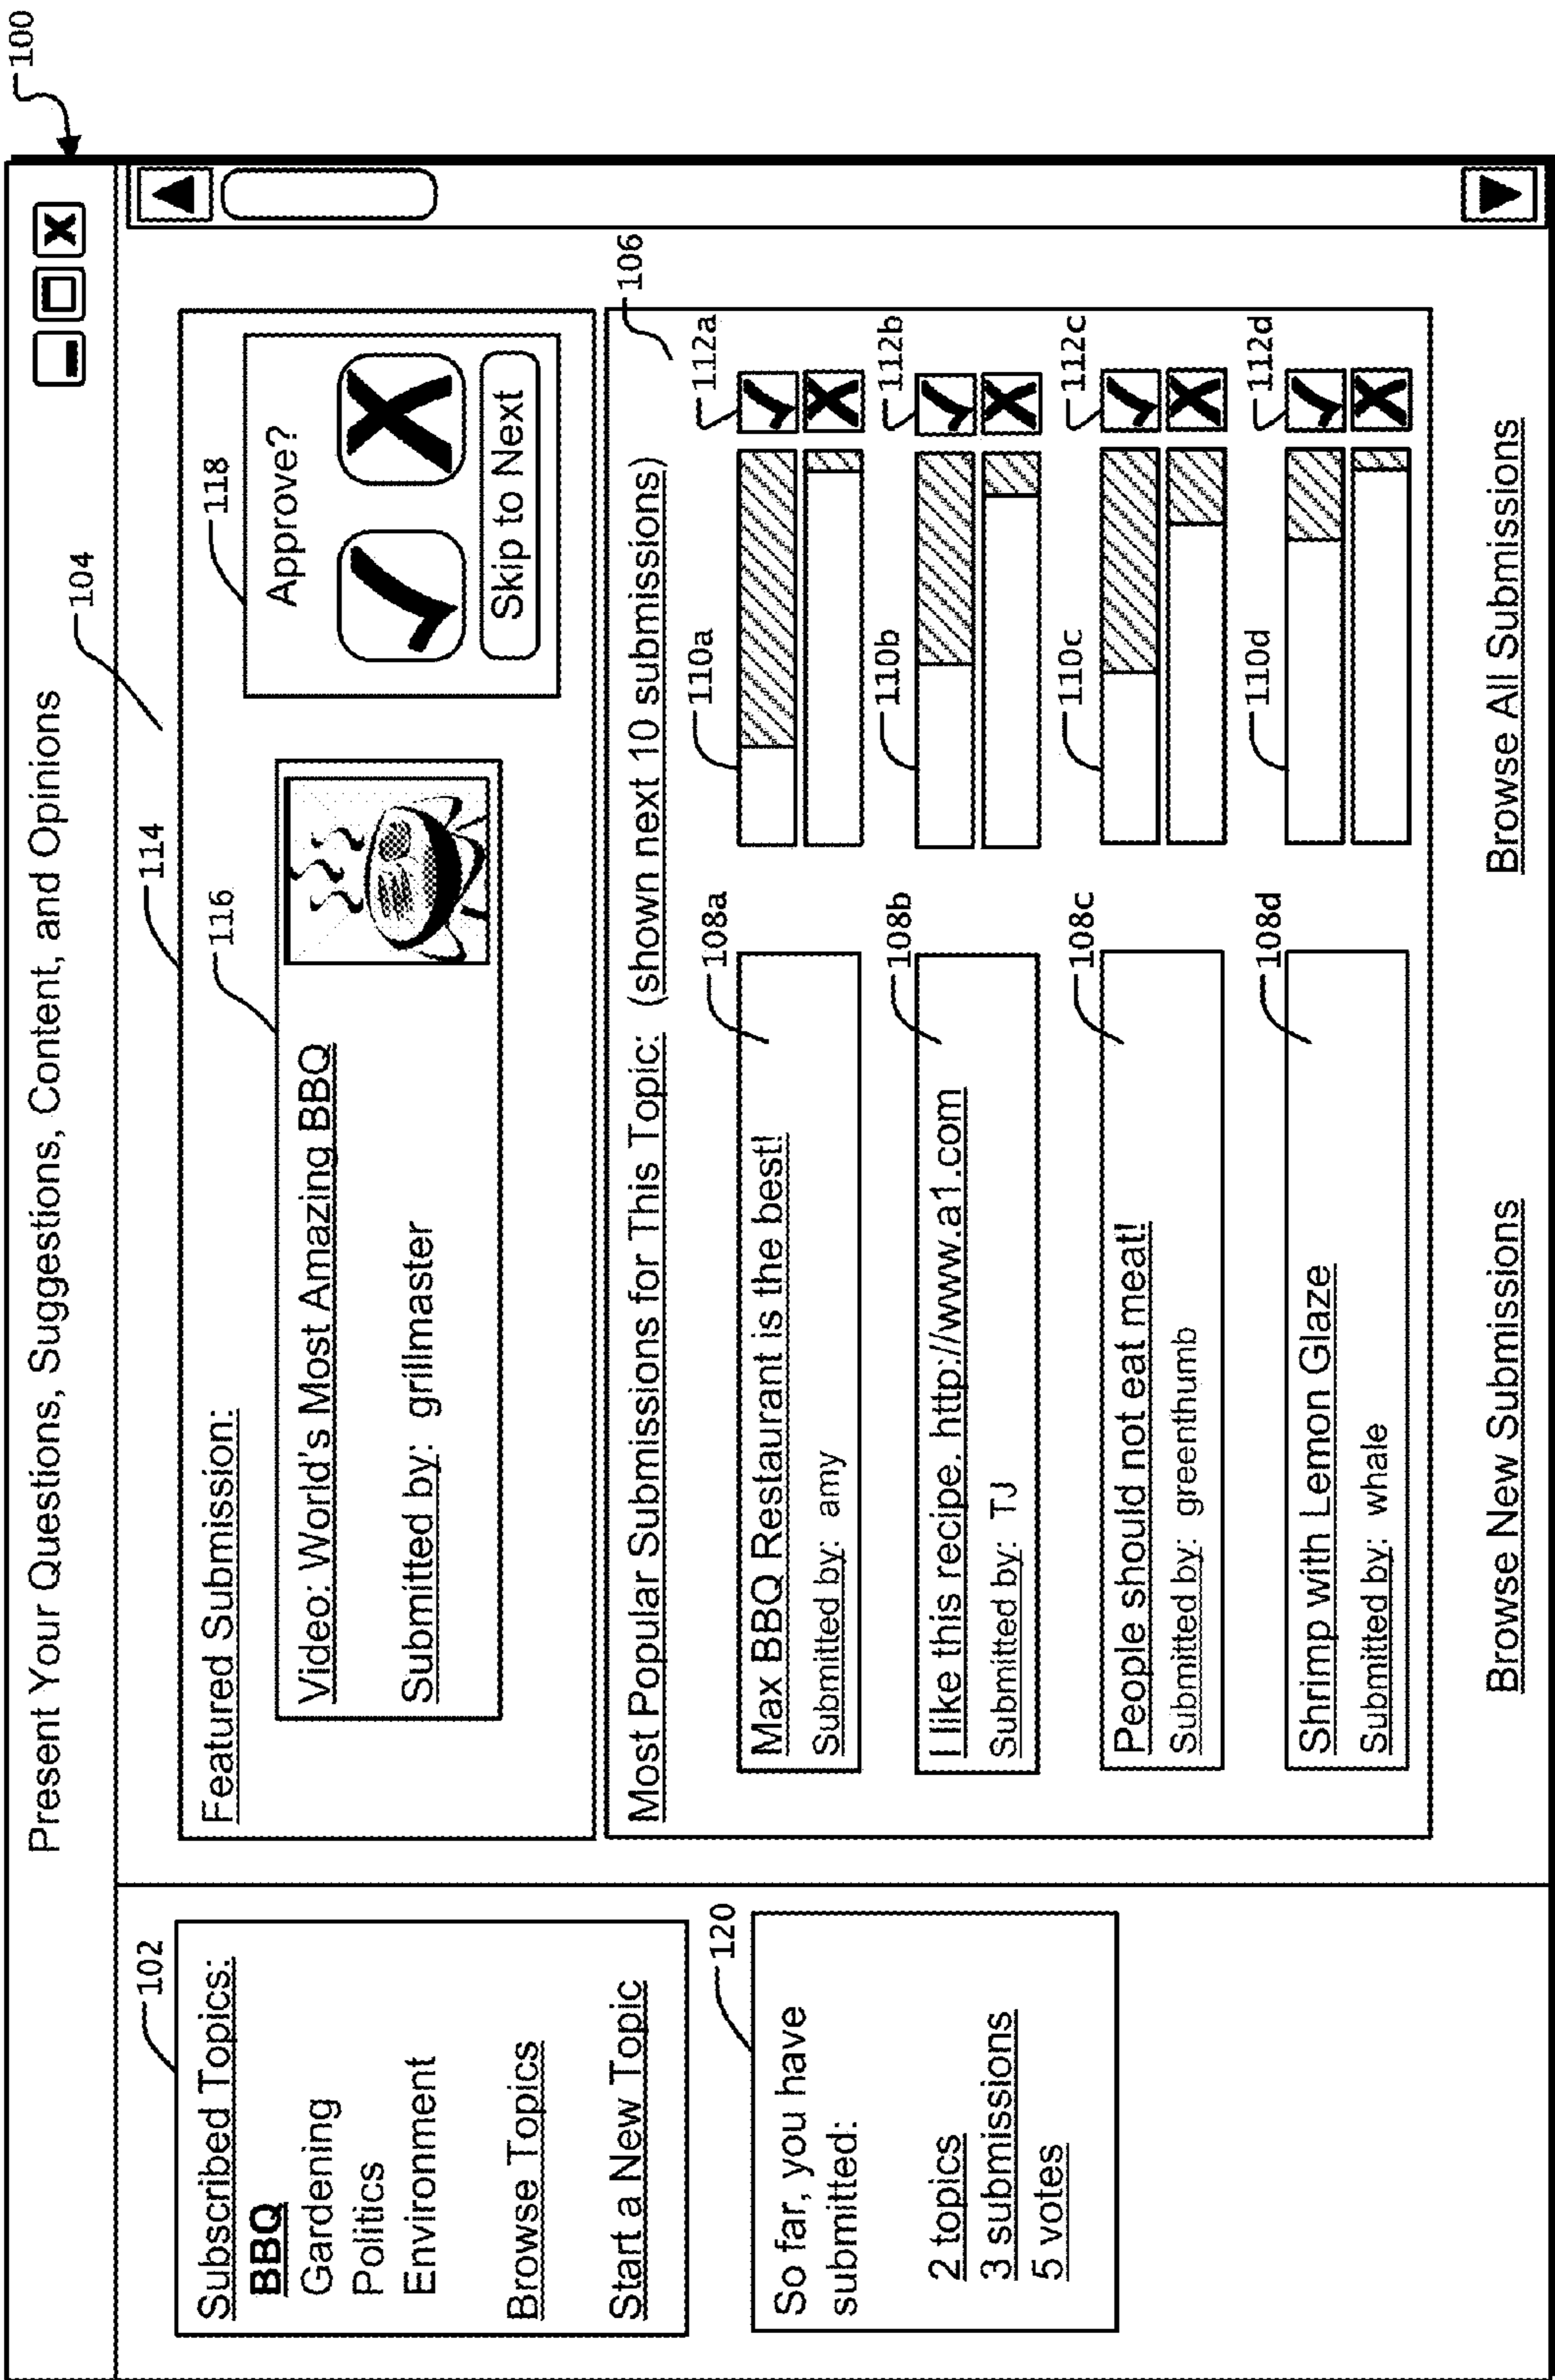 100
Present Your Questions, Suggestions, Content, and Opinions
X
102
Subscribed Topics:
BBQ
Gardening
Politics
Environment
Browse Topics
Start a New Topic
120
So far, you have
submitted:
2 topics
3 submissions
5 votes
114
104
Featured Submission:
116
Video: World's Most Amazing BBQ
Submitted by: grillmaster
118
Approve?
Skip to Next
106
Most Popular Submissions for This Topic: (shown next 10 submissions)
108a
110a
112a
Max BBQ Restaurant is the best!
Submitted by: amy
108b
110b
112b
I like this recipe. http://www.a1.com
Submitted by: TJ
108c
110c
112c
People should not eat meat!
Submitted by: greenthumb
108d
110d
112d
Shrimp with Lemon Glaze
Submitted by: whale
Browse New Submissions
Browse All Submissions